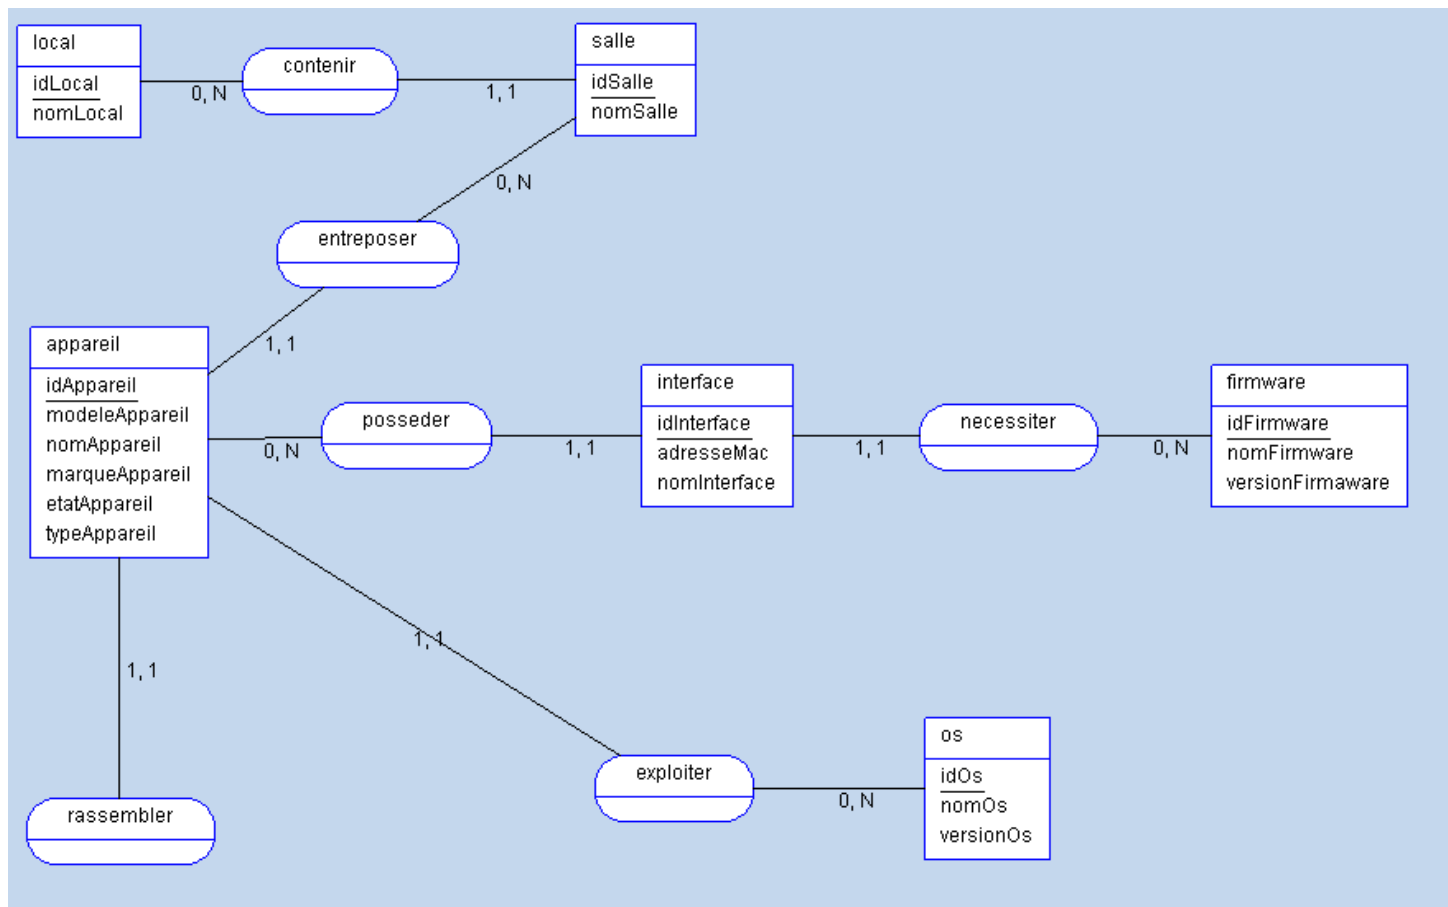 local
idLocal
nomLocal
contenir
0, N
1, 1
salle
idSalle
nomSalle
0, N
entreposer
1, 1
appareil
idAppareil
modeleAppareil
nomAppareil
marqueAppareil
etatAppareil
typeAppareil
0, N
posseder
1, 1
interface
idInterface
adresseMac
nomInterface
1, 1
necessiter
0, N
firmware
idFirmware
nomFirmware
versionFirmaware
1, 1
1, 1
rassembler
exploiter
0, N
os
idOs
nomOs
versionOs